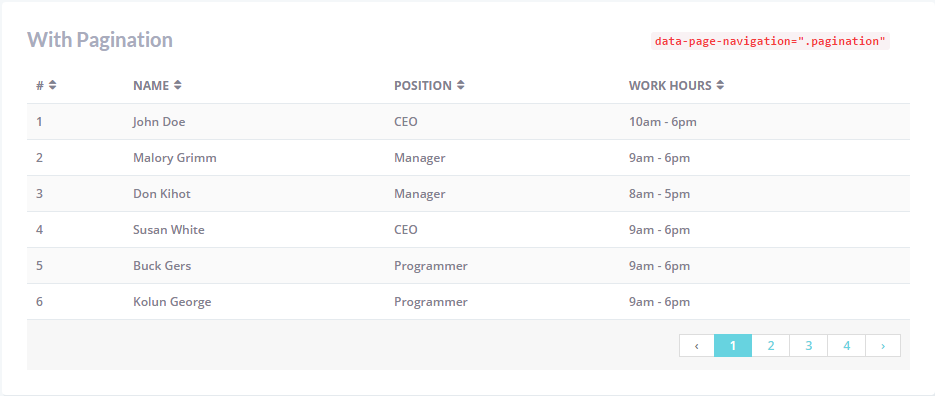 With Pagination data-page-navigation=".pagination"
# NAME POSITION WORK HOURS
1 John Doe CEO 10am - 6pm
2 Malory Grimm Manager 9am - 6pm
3 Don Kihot Manager 8am - 5pm
4 Susan White CEO 9am - 6pm
5 Buck Gers Programmer 9am - 6pm
6 Kolun George Programmer 9am - 6pm
‹ 1 2 3 4 ›